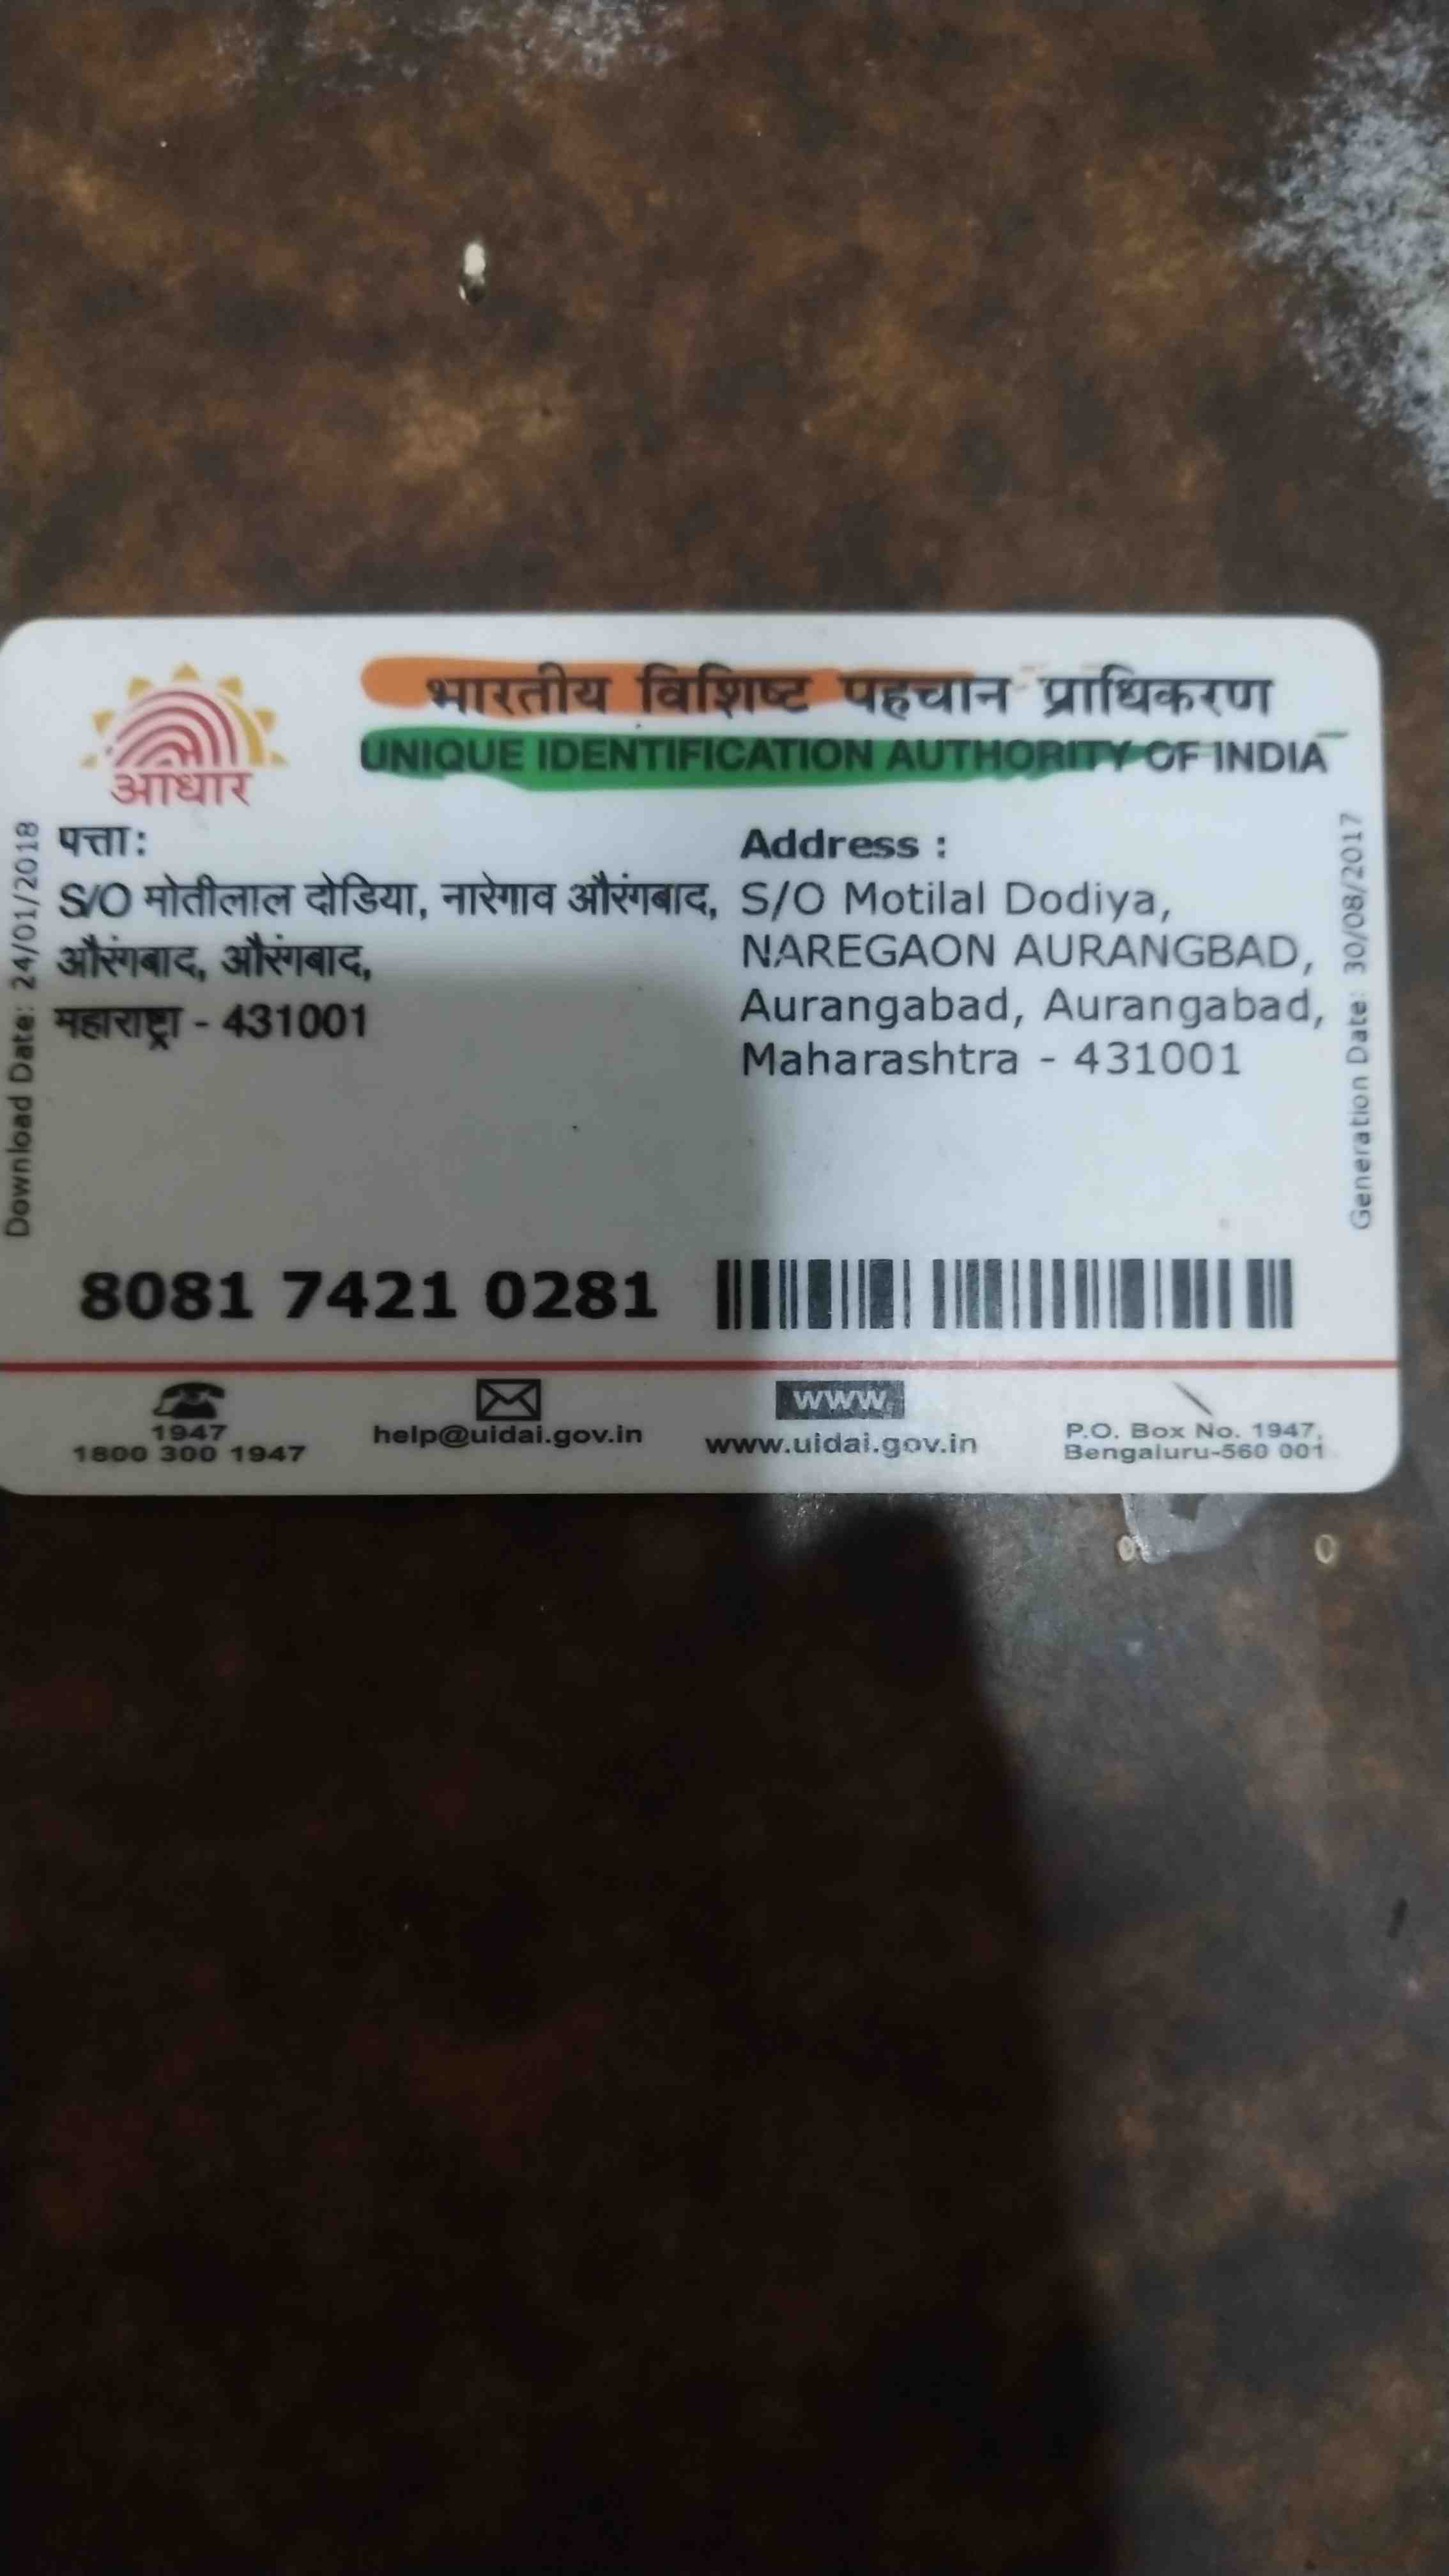 भारतीय विशिष्ट पहचान प्राधिकरण
UNIQUE IDENTIFICATION AUTHORITY OF INDIA
आधार
Download Date: 24/01/2018
पत्ता:
S/O मोतीलाल दोडिया, नारेगाव औरंगबाद,
औरंगबाद, औरंगबाद,
महाराष्ट्रा - 431001
Address :
S/O Motilal Dodiya,
NAREGAON AURANGBAD,
Aurangabad, Aurangabad,
Maharashtra - 431001
Generation Date: 30/08/2017
8081 7421 0281
1947
1800 300 1947
help@uidai.gov.in
www
www.uidai.gov.in
P.O. Box No. 1947,
Bengaluru-560 001